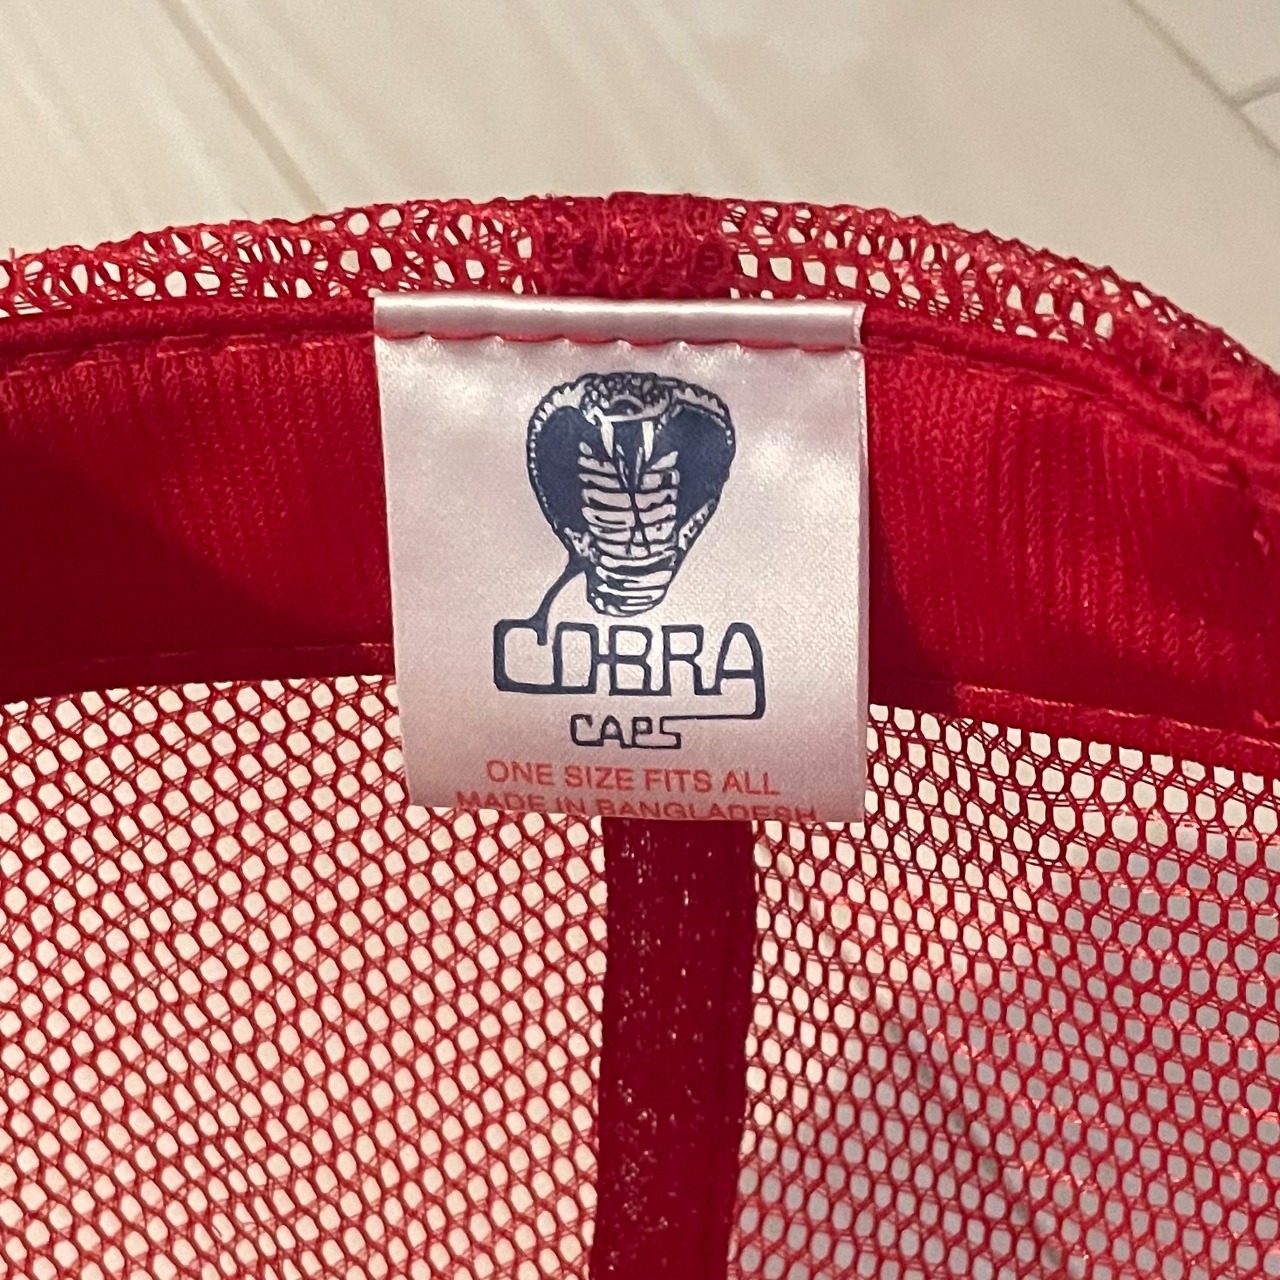 COBRA
CAPS
ONE SIZE FITS ALL
MADE IN BANGLADESH